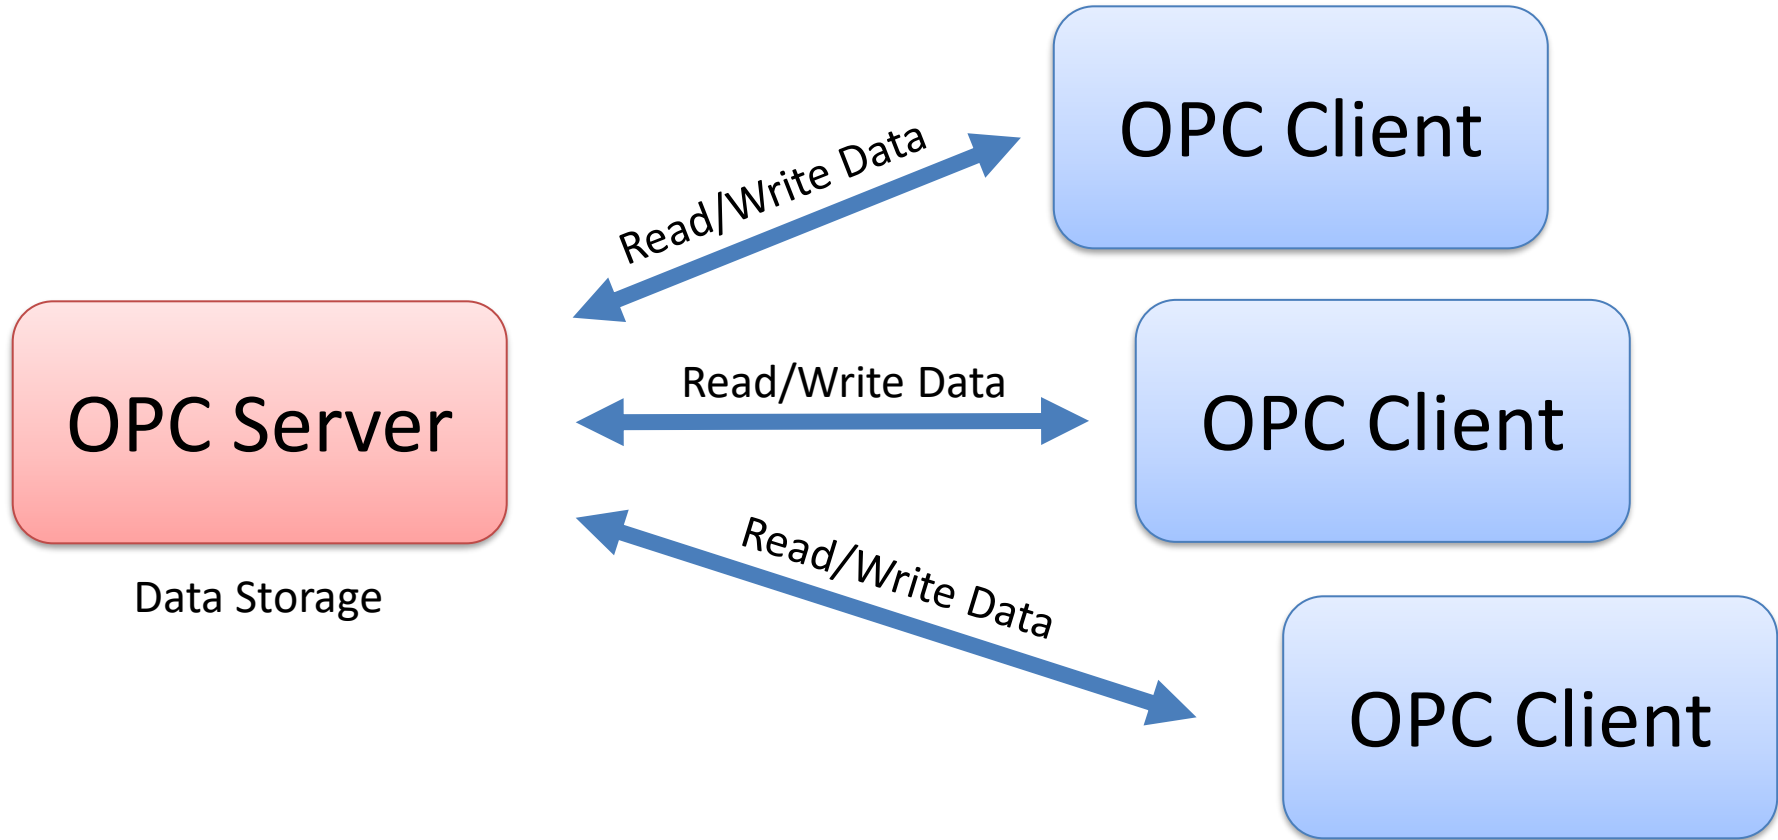 OPC Client
Read/Write Data
OPC Server
Data Storage
Read/Write Data
OPC Client
Read/Write Data
OPC Client